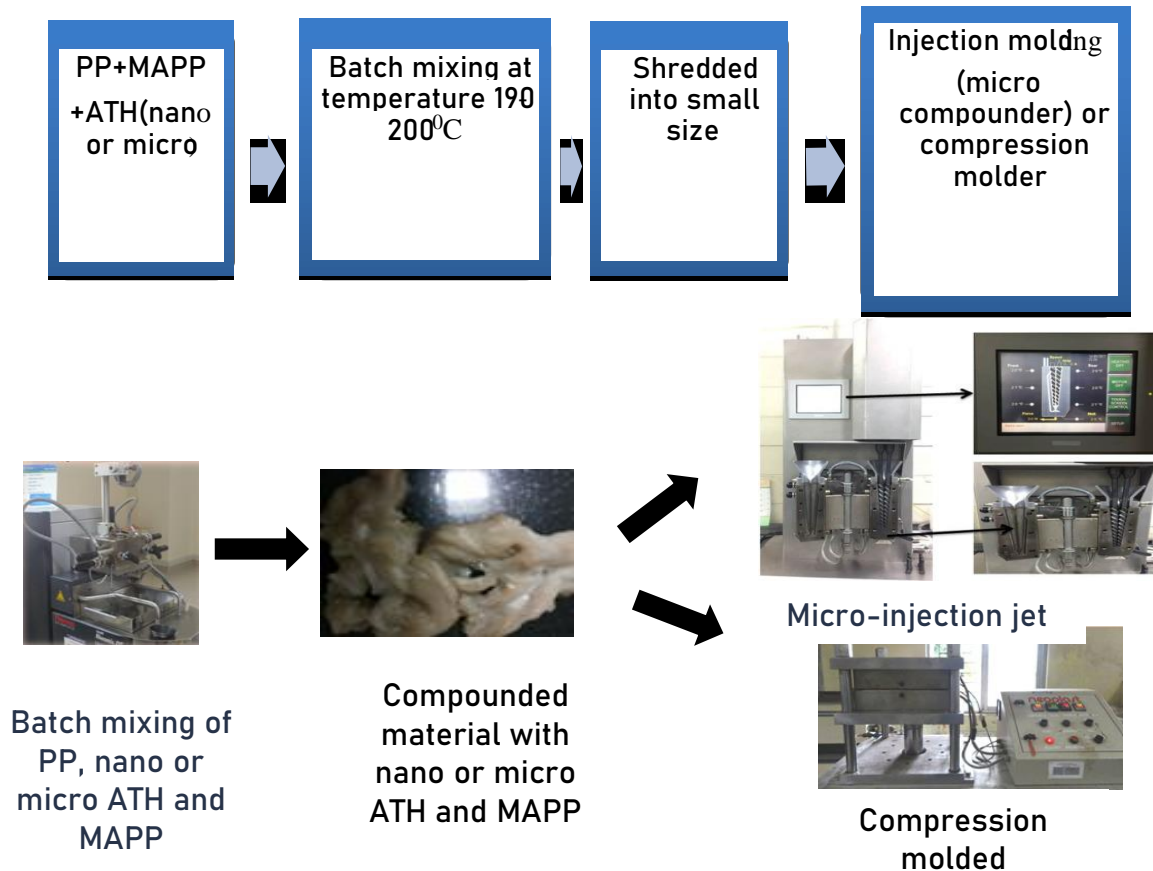 PP+MAPP
+ATH(nano
or micro)
Batch mixing at
temperature 190
200⁰C
Shredded
into small
size
Injection molding
(micro
compounder) or
compression
molder
Micro-injection jet
Batch mixing of
PP, nano or
micro ATH and
MAPP
Compounded
material with
nano or micro
ATH and MAPP
Compression
molded